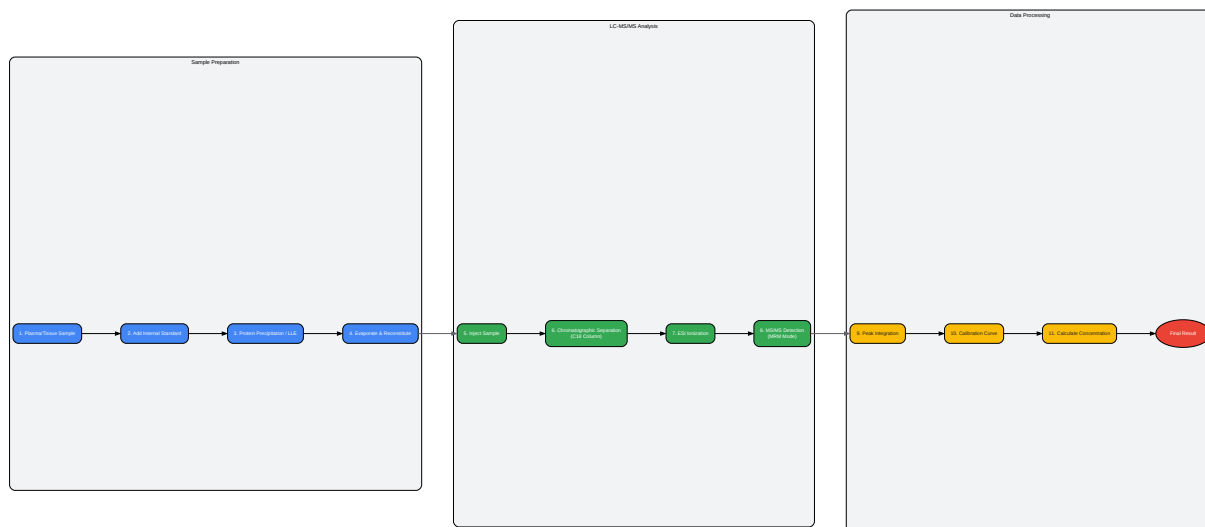 Sample Preparation
1. Plasma/Tissue Sample
2. Add Internal Standard
3. Protein Precipitation / LLE
4. Evaporate & Reconstitute
LC-MS/MS Analysis
5. Inject Sample
6. Chromatographic Separation
(C18 Column)
7. ESI Ionization
8. MS/MS Detection
(MRM Mode)
Data Processing
9. Peak Integration
10. Calibration Curve
11. Calculate Concentration
Final Result